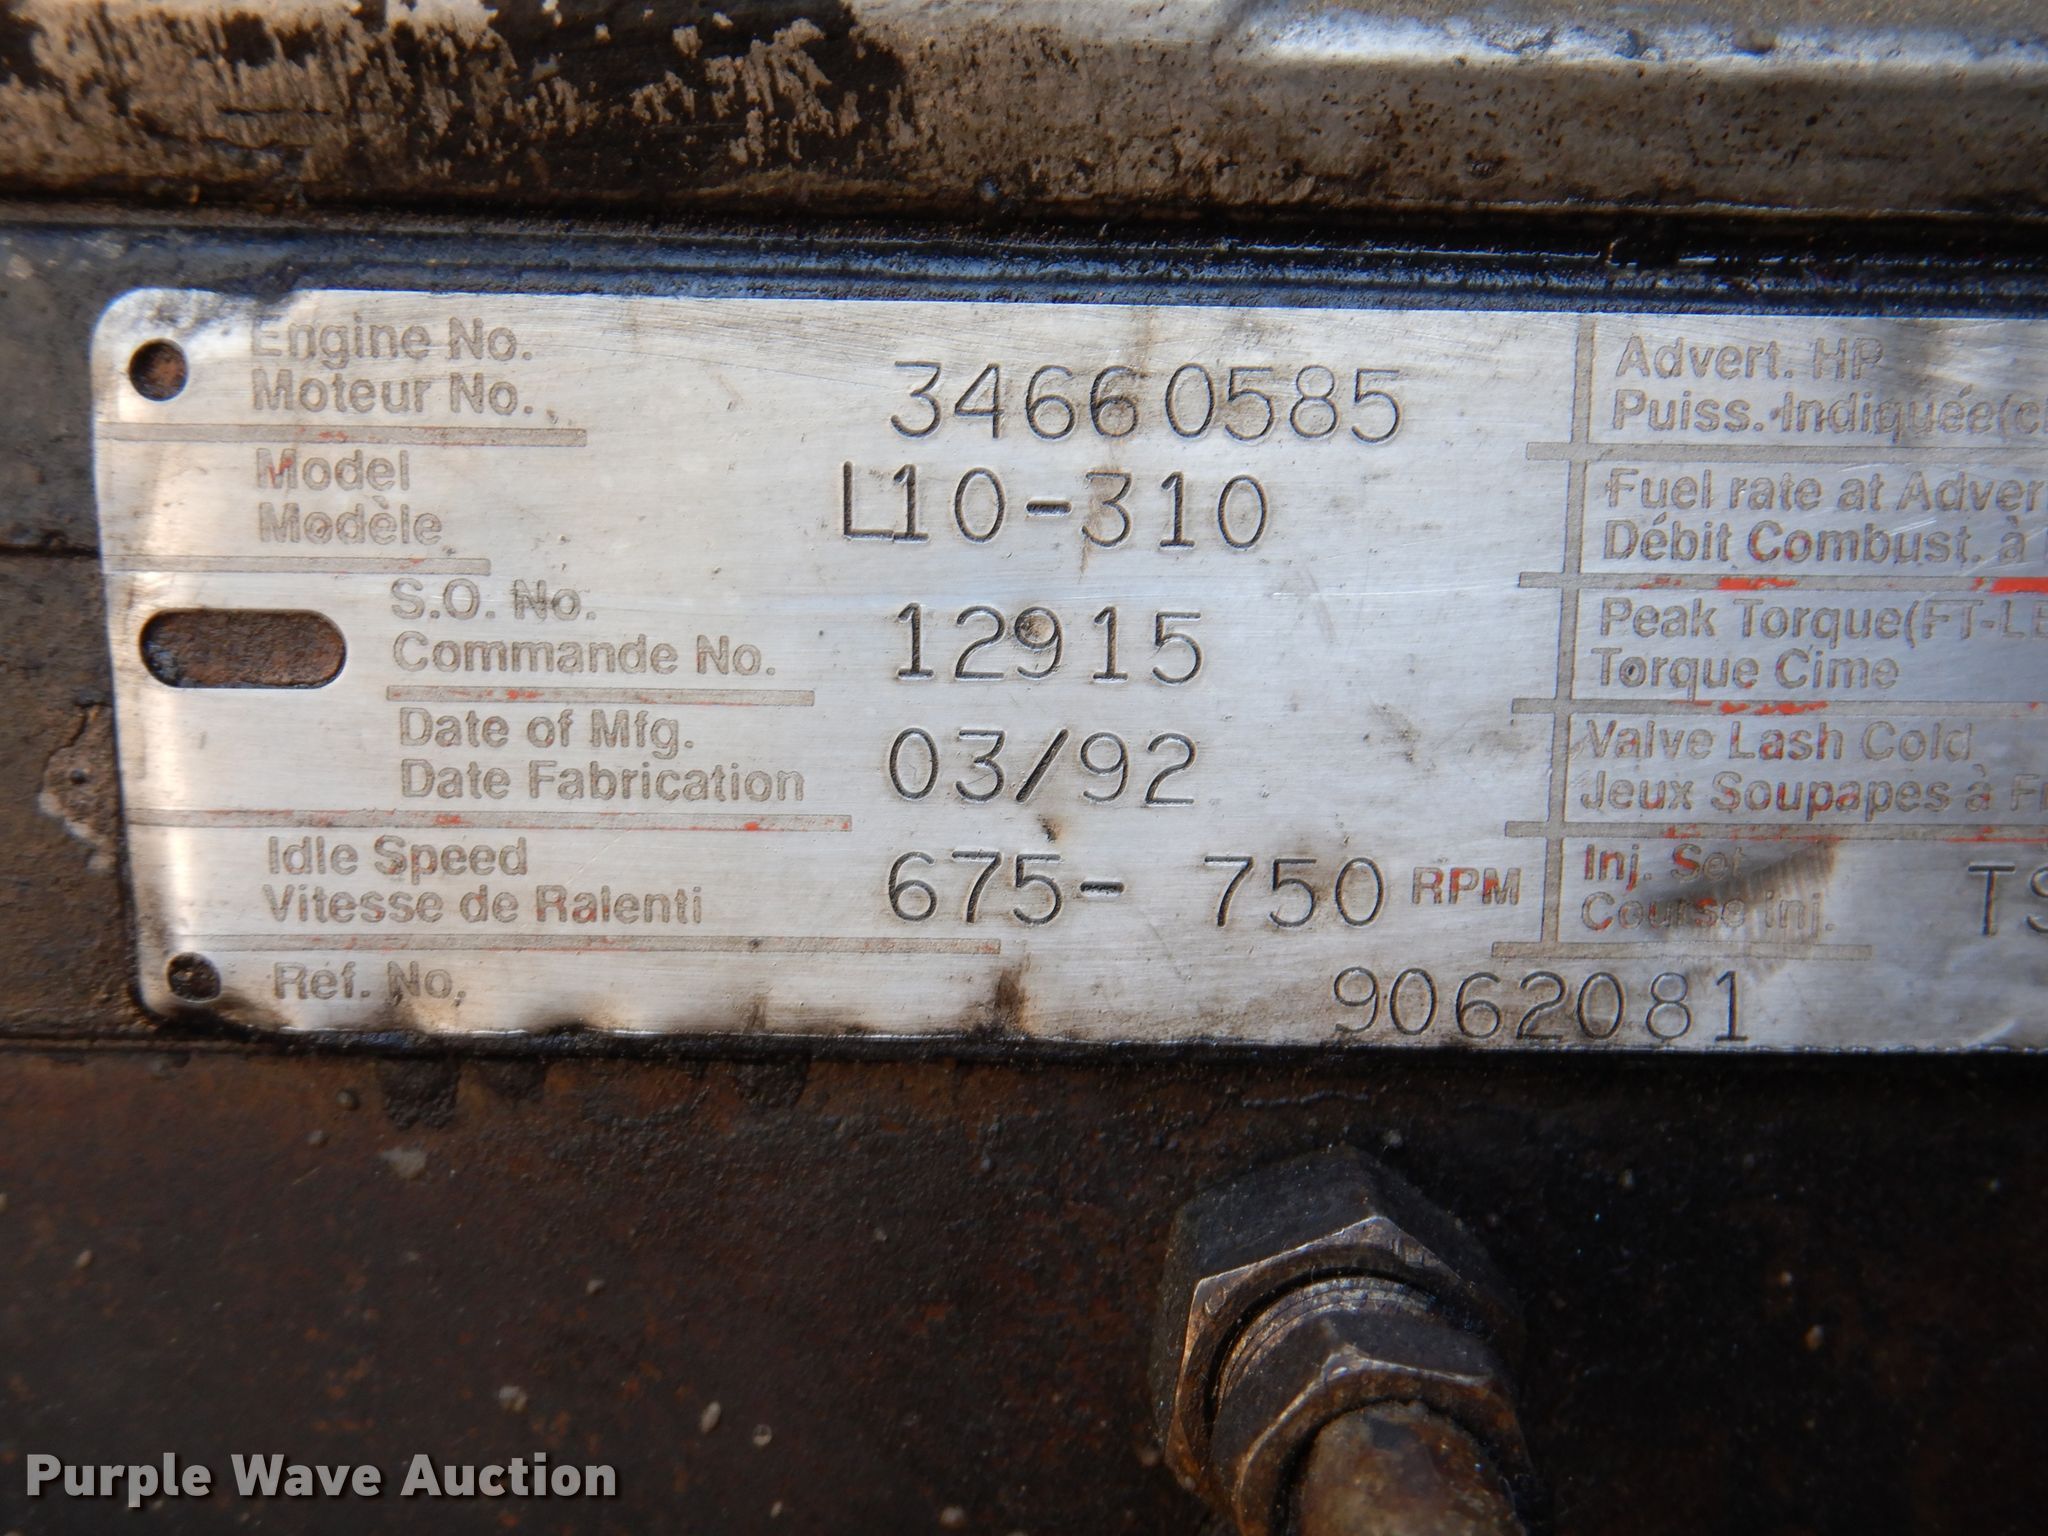 Engine No.
Moteur No. 34660585
Model
Modèle L10-310
S.O. No.
Commande No. 12915
Date of Mfg.
Date Fabrication 03/92
Idle Speed
Vitesse de Ralenti 675- 750 RPM
Ref. No. 9062081
Advert. HP
Puiss. Indiquée(c
Fuel rate at Adver
Débit Combust. à
Peak Torque(FT-L
Torque Cime
Valve Lash Cold
Jeux Soupapes à F
Inj. Set
Course Inj. TS
Purple Wave Auction